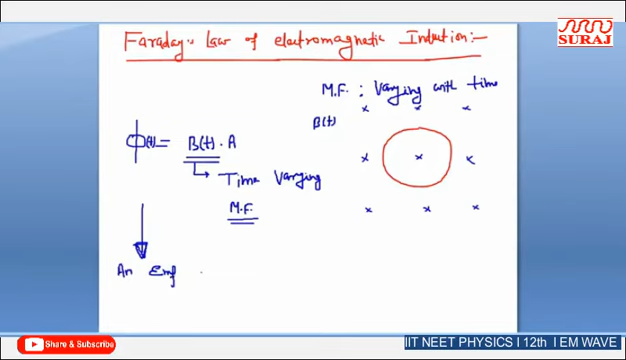 SURAJ
Faraday's Law of electromagnetic Indution:-
M.F. : Varying with time
x x x
B(t)
ϕ(t) = B(t) · A
x x x
Time Varying
M.F.
x x x
An Emf
Share & Subscribe
IIT NEET PHYSICS I 12th I EM WAVE